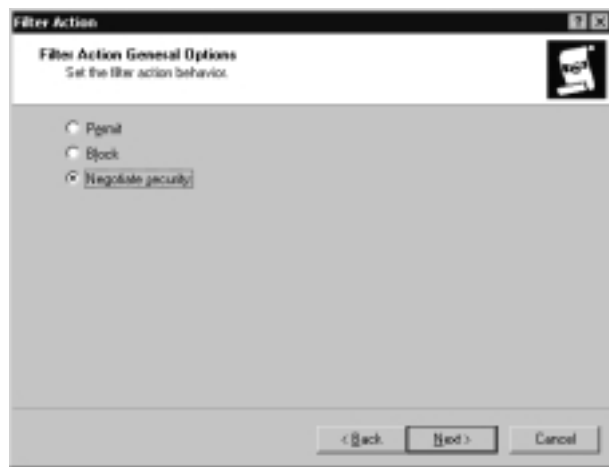 Filter Action
Filter Action General Options
Set the filter action behavior.
Permit
Block
Negotiate security
< Back
Next >
Cancel